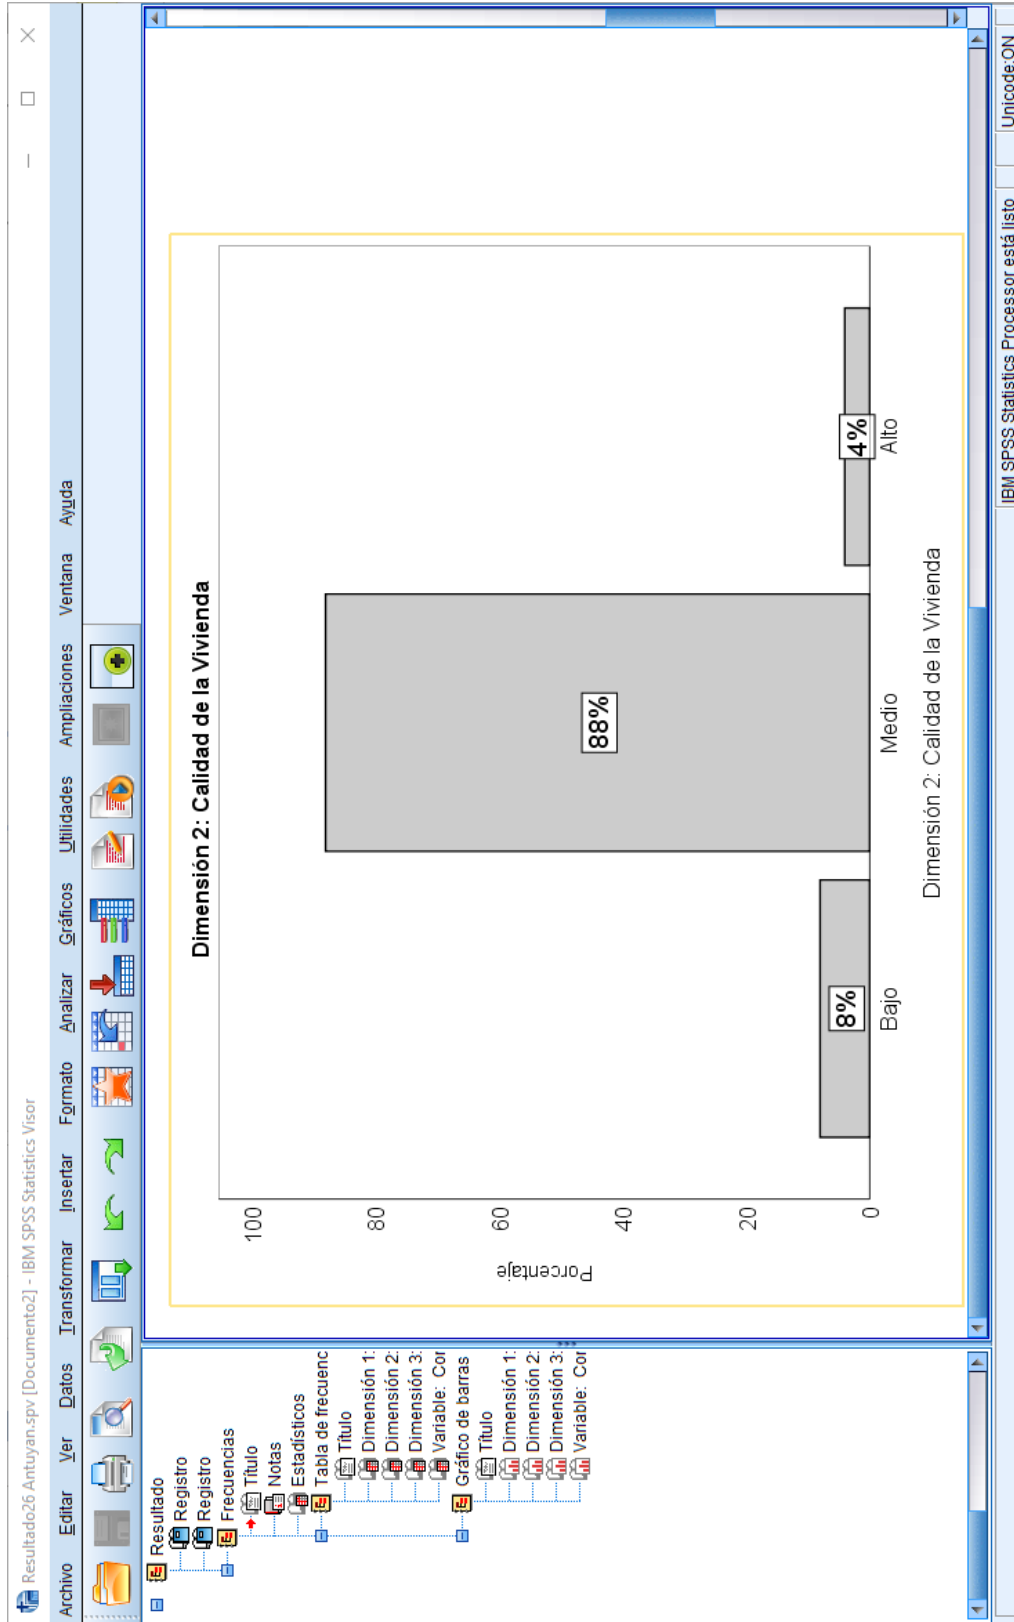 Resultado26 Antuyan.spv [Documento2] - IBM SPSS Statistics Visor
Archivo Editar Ver Datos Transformar Insertar Formato Analizar Gráficos Utilidades Ampliaciones Ventana Ayuda
Resultado
Registro
Registro
Frecuencias
Título
Notas
Estadísticos
Tabla de frecuenc
Título
Dimensión 1:
Dimensión 2:
Dimensión 3:
Variable: Cor
Gráfico de barras
Título
Dimensión 1:
Dimensión 2:
Dimensión 3:
Variable: Cor
Dimensión 2: Calidad de la Vivienda
Porcentaje
100
80
60
40
20
0
8%
88%
4%
Bajo Medio Alto
Dimensión 2: Calidad de la Vivienda
IBM SPSS Statistics Processor está listo Unicode:ON